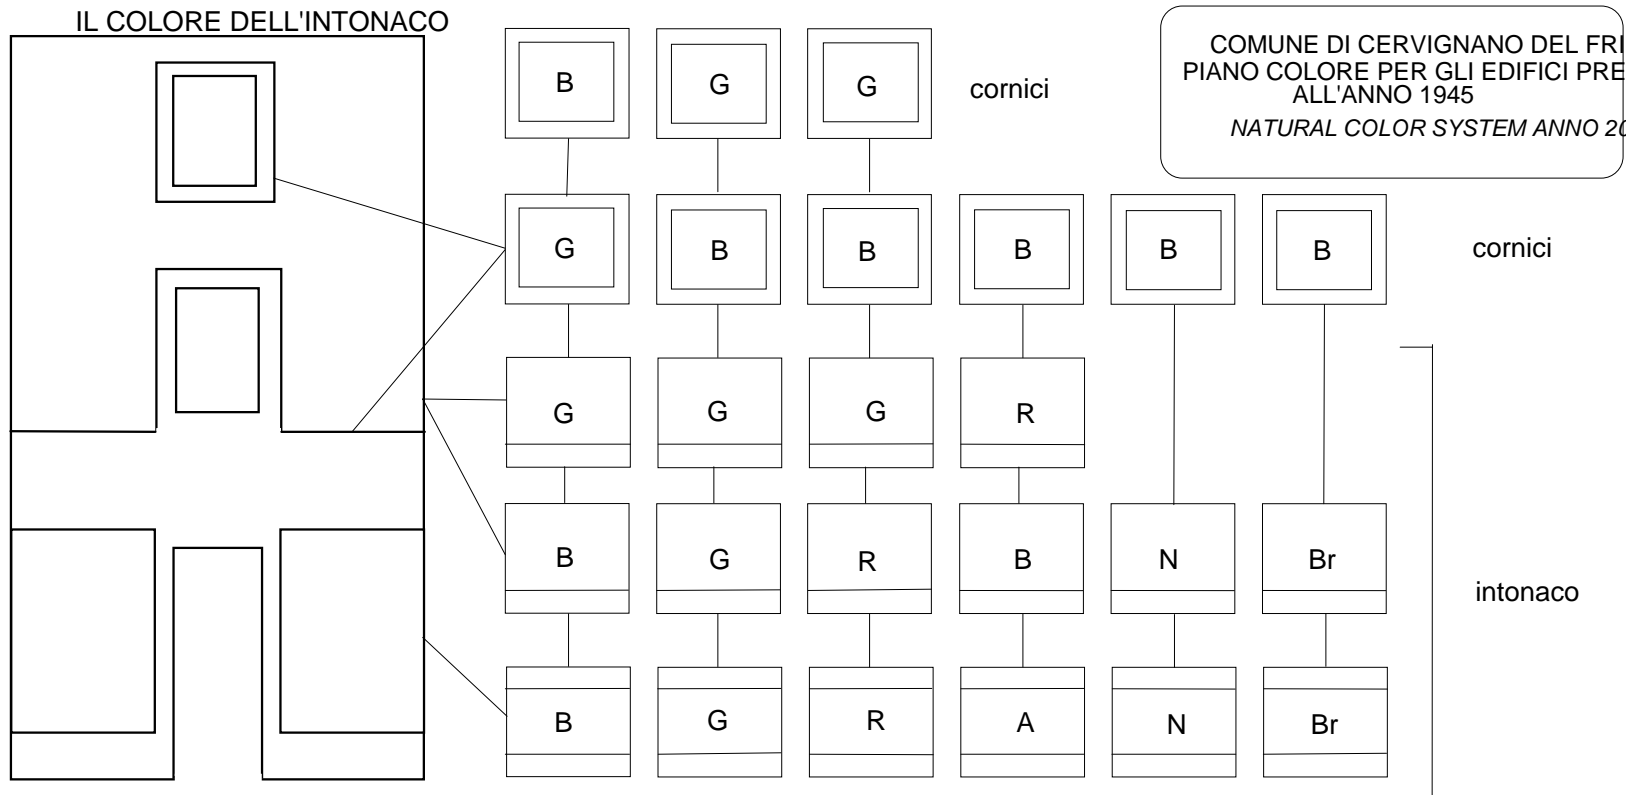 IL COLORE DELL'INTONACO
COMUNE DI CERVIGNANO DEL FRI
PIANO COLORE PER GLI EDIFICI PRE
ALL'ANNO 1945
NATURAL COLOR SYSTEM ANNO 20
B G G cornici
G B B B B B cornici
G G G R
B G R B N Br
intonaco
B G R A N Br